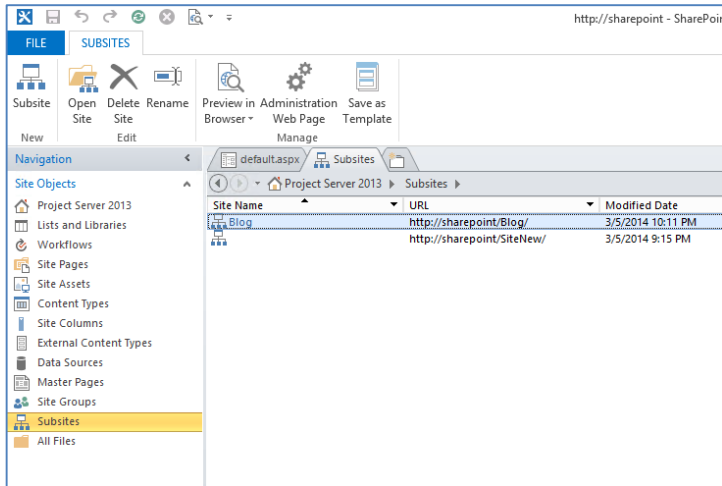 http://sharepoint - SharePoin
FILE SUBSITES
Subsite Open Site Delete Site Rename Preview in Browser Administration Web Page Save as Template
New Edit Manage
Navigation
default.aspx Subsites
Site Objects
Project Server 2013 Subsites
Project Server 2013
Lists and Libraries
Workflows
Site Pages
Site Assets
Content Types
Site Columns
External Content Types
Data Sources
Master Pages
Site Groups
Subsites
All Files
Site Name URL Modified Date
Blog http://sharepoint/Blog/ 3/5/2014 10:11 PM
http://sharepoint/SiteNew/ 3/5/2014 9:15 PM